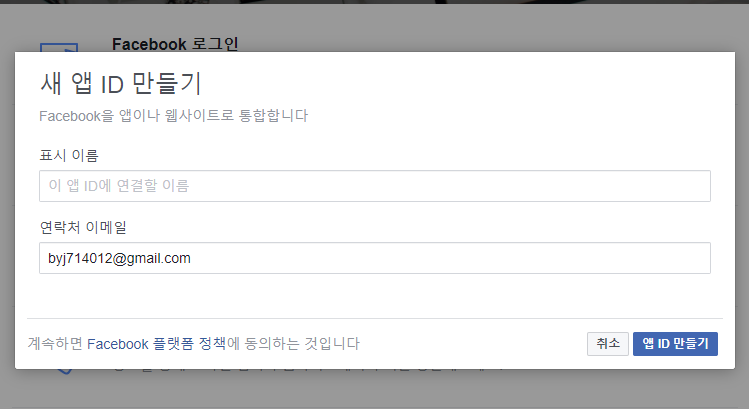 Facebook 로그인
새 앱 ID 만들기
Facebook을 앱이나 웹사이트로 통합합니다
표시 이름
이 앱 ID에 연결할 이름
연락처 이메일
byj714012@gmail.com
계속하면 Facebook 플랫폼 정책에 동의하는 것입니다
취소
앱 ID 만들기